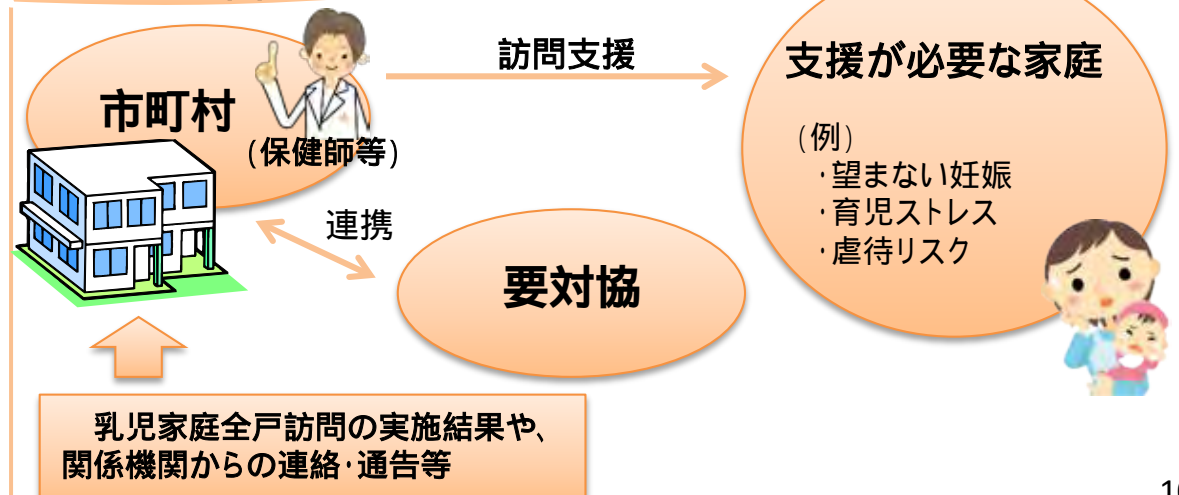 訪問支援
支援が必要な家庭
市町村
(保健師等)
(例)
・望まない妊娠
・育児ストレス
・虐待リスク
連携
要対協
乳児家庭全戸訪問の実施結果や、
関係機関からの連絡・通告等